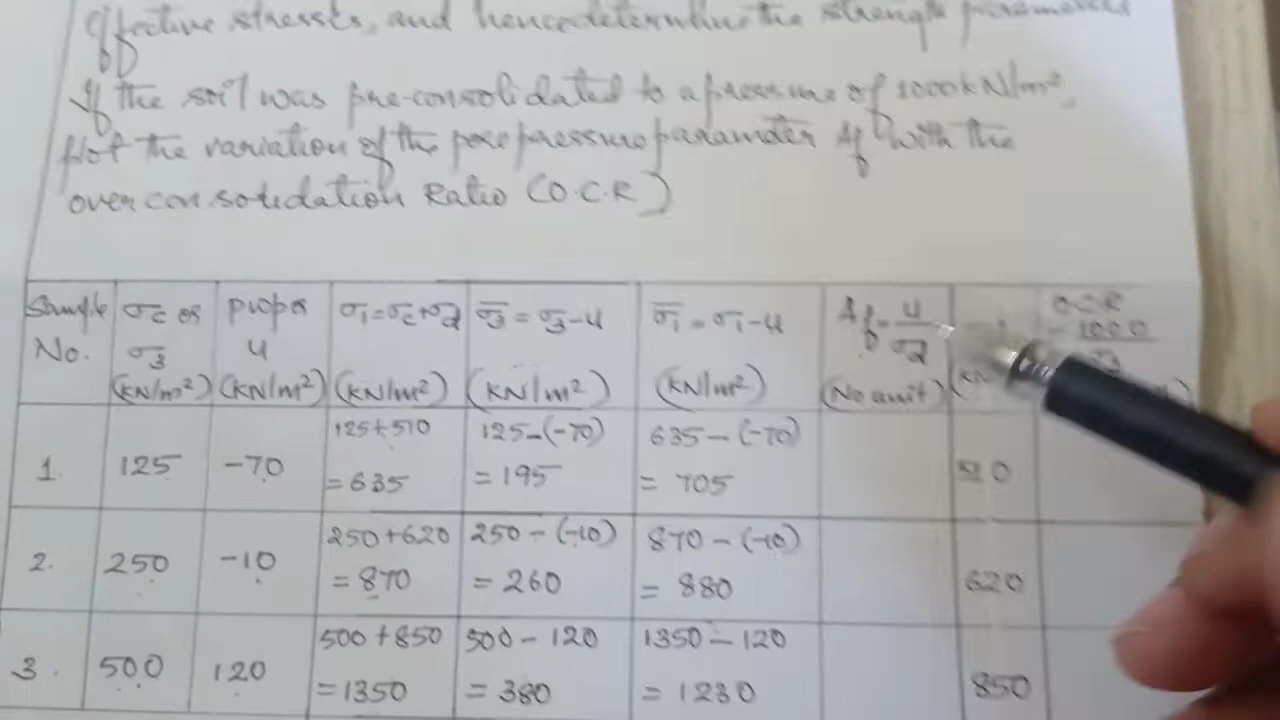 effective stresses, and hence determine the strength parameters
If the soil was pre-consolidated to a pressure of 1000 kN/m²,
plot the variation of the pore pressure parameter Af with the
over consolidation Ratio (O.C.R)
Sample No. σc or σ3 (kN/m²) u (kN/m²) σ1=σc+σd (kN/m²) σ̄3 = σ3-u (kN/m²) σ̄1 = σ1-u (kN/m²) Af=u/σd (No unit) OCR 1000
125+510 125-(-70) 635-(-70)
1. 125 -70 =635 =195 = 705 510
250+620 250-(-10) 870-(-10)
2. 250 -10 =870 =260 = 880 620
500+850 500-120 1350-120
3. 500 120 =1350 = 380 = 1230 850